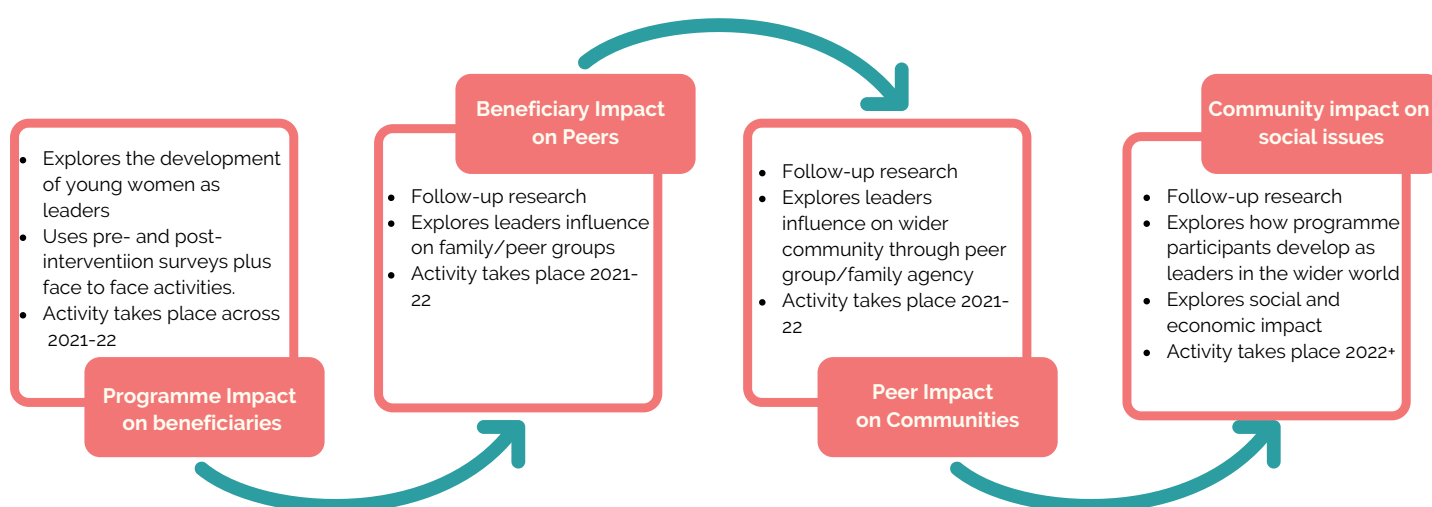 • Explores the development
of young women as
leaders
• Uses pre- and post-
interventiion surveys plus
face to face activities.
• Activity takes place across
2021-22
Programme Impact
on beneficiaries
Beneficiary Impact
on Peers
• Follow-up research
• Explores leaders influence
on family/peer groups
• Activity takes place 2021-
22
• Follow-up research
• Explores leaders
influence on wider
community through peer
group/family agency
• Activity takes place 2021-
22
Peer Impact
on Communities
Community impact on
social issues
• Follow-up research
• Explores how programme
participants develop as
leaders in the wider world
• Explores social and
economic impact
• Activity takes place 2022+